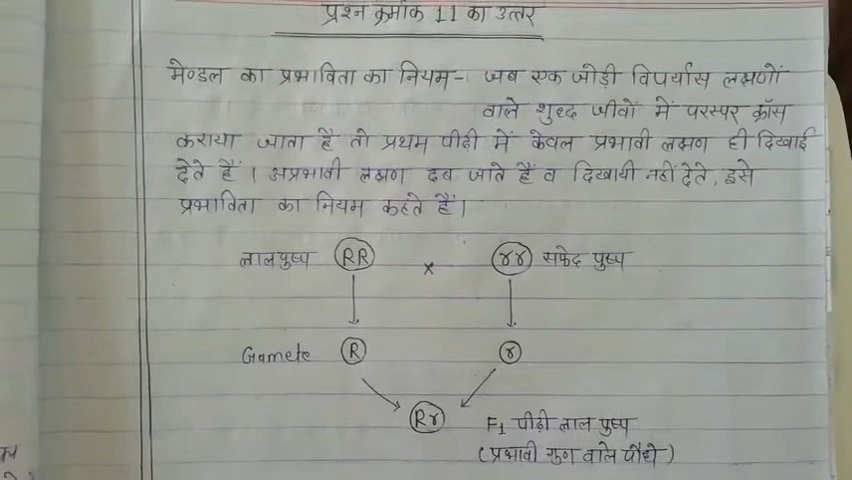 प्रश्न क्रमांक 11 का उत्तर
मेण्डल का प्रभाविता का नियम- जब एक जोड़ी विपर्यास लक्षणों
वाले शुध्द जीवों में परस्पर क्रॉस
कराया जाता है तो प्रथम पीढ़ी में केवल प्रभावी लक्षण ही दिखाई
देते हैं। अप्रभावी लक्षण दब जाते हैं व दिखायी नहीं देते, इसे
प्रभाविता का नियम कहते हैं।
लालपुष्प RR × rr सफेद पुष्प
Gamete R r
Rr F1 पीढ़ी लाल पुष्प
(प्रभावी गुण वाले पौधे)